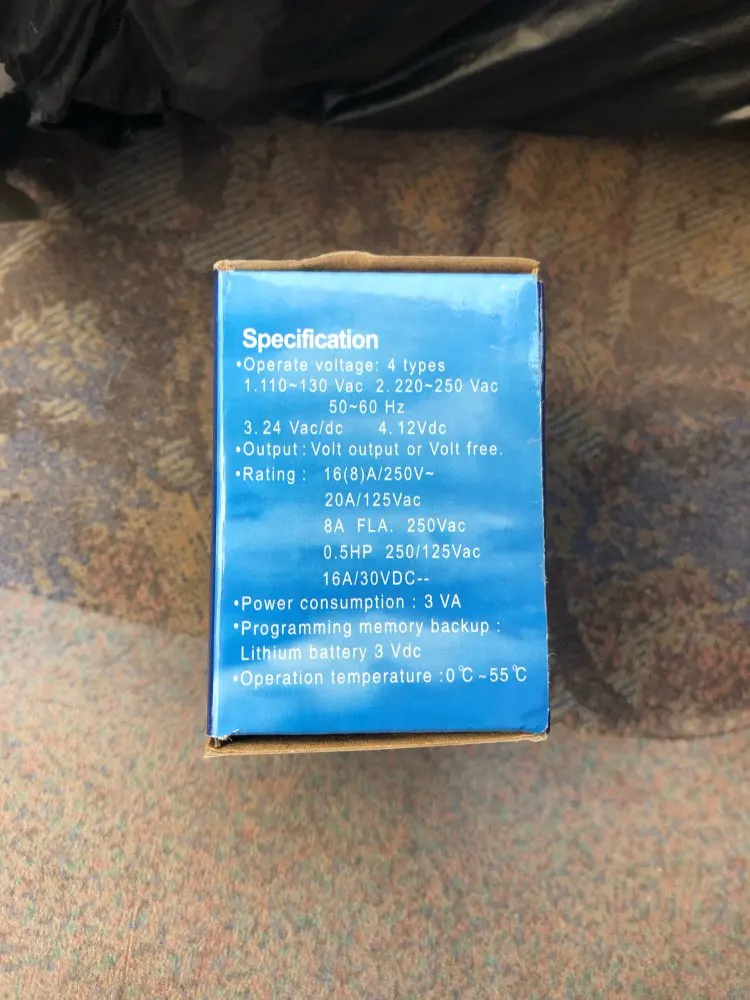 Specification
•Operate voltage: 4 types
1.110~130 Vac 2.220~250 Vac
50~60 Hz
3.24 Vac/dc 4.12Vdc
•Output : Volt output or Volt free.
•Rating : 16(8)A/250V~
20A/125Vac
8A FLA. 250Vac
0.5HP 250/125Vac
16A/30VDC--
•Power consumption : 3 VA
•Programming memory backup :
Lithium battery 3 Vdc
•Operation temperature :0℃~55℃